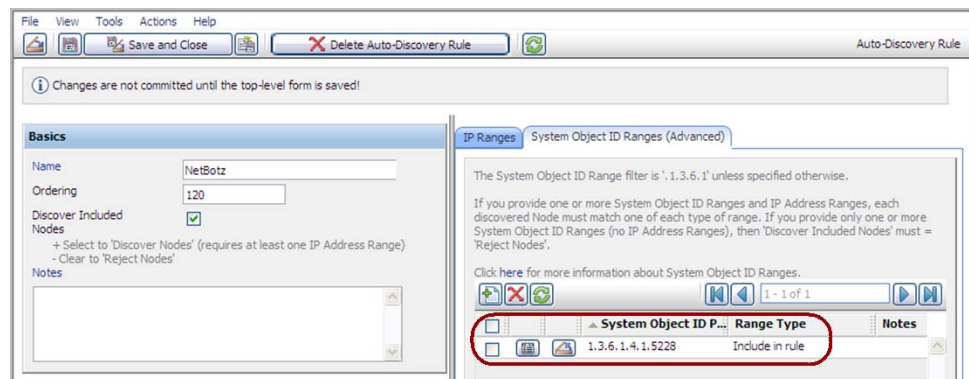 File View Tools Actions Help
Save and Close
Delete Auto-Discovery Rule
Auto-Discovery Rule
Changes are not committed until the top-level form is saved!
Basics
Name
NetBotz
Ordering
120
Discover Included
Nodes
+ Select to 'Discover Nodes' (requires at least one IP Address Range)
- Clear to 'Reject Nodes'
Notes
IP Ranges
System Object ID Ranges (Advanced)
The System Object ID Range filter is '.1.3.6.1' unless specified otherwise.
If you provide one or more System Object ID Ranges and IP Address Ranges, each
discovered Node must match one of each type of range. If you provide only one or more
System Object ID Ranges (no IP Address Ranges), then 'Discover Included Nodes' must =
'Reject Nodes'.
Click here for more information about System Object ID Ranges.
1 - 1 of 1
System Object ID P... Range Type Notes
1.3.6.1.4.1.5228 Include in rule